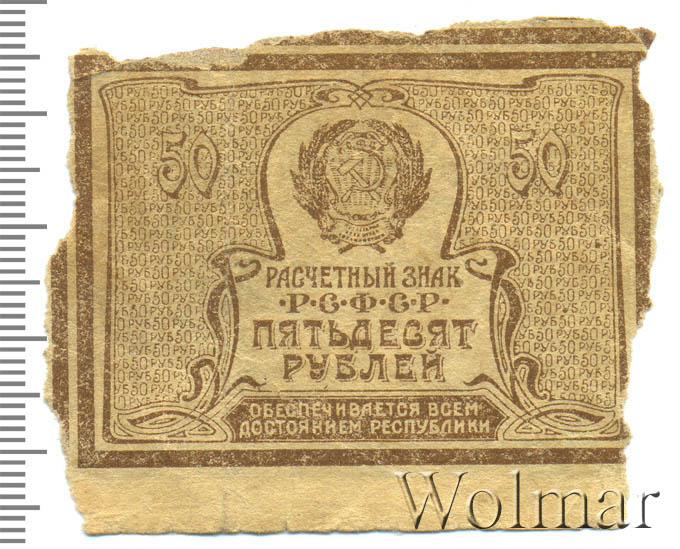 50 50
РАСЧЕТНЫЙ ЗНАК
Р·С·Ф·С·Р·
ПЯТЬДЕСЯТ
РУБЛЕЙ
ОБЕСПЕЧИВАЕТСЯ ВСЕМ
ДОСТОЯНИЕМ РЕСПУБЛИКИ
Wolmar